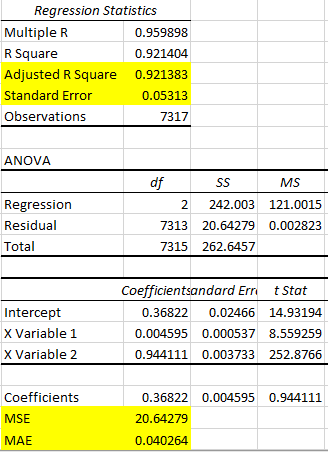 Regression Statistics
Multiple R 0.959898
R Square 0.921404
Adjusted R Square 0.921383
Standard Error 0.05313
Observations 7317
ANOVA
df SS MS
Regression 2 242.003 121.0015
Residual 7313 20.64279 0.002823
Total 7315 262.6457
Coefficients andard Erro t Stat
Intercept 0.36822 0.02466 14.93194
X Variable 1 0.004595 0.000537 8.559259
X Variable 2 0.944111 0.003733 252.8766
Coefficients 0.36822 0.004595 0.944111
MSE 20.64279
MAE 0.040264